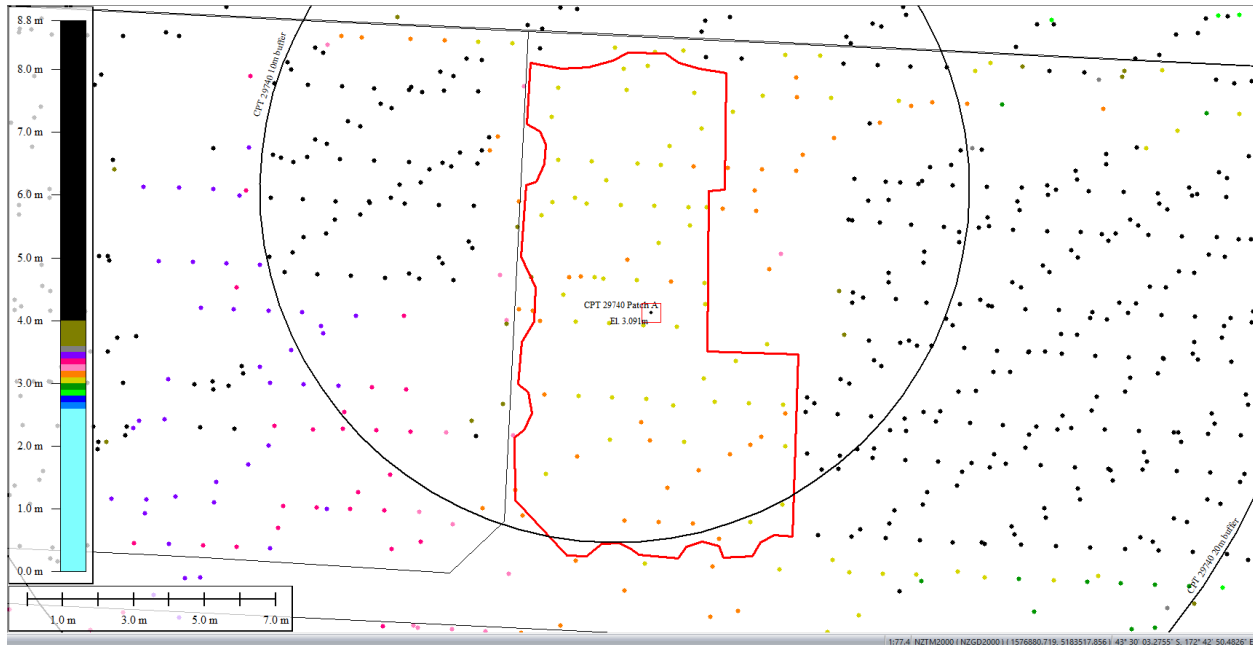 8.8 m
8.0 m
7.0 m
6.0 m
5.0 m
4.0 m
3.0 m
2.0 m
1.0 m
0.0 m
CPT 29740 10m buffer
CPT 29740 Patch A
El. 3.091m
CPT 29740 20m buffer
1.0 m 3.0 m 5.0 m 7.0 m
1:77.4 NZTM2000 ( NZGD2000 ) ( 1576880.719, 5183517.856 ) 43° 30' 03.2755" S, 172° 42' 50.4826" E